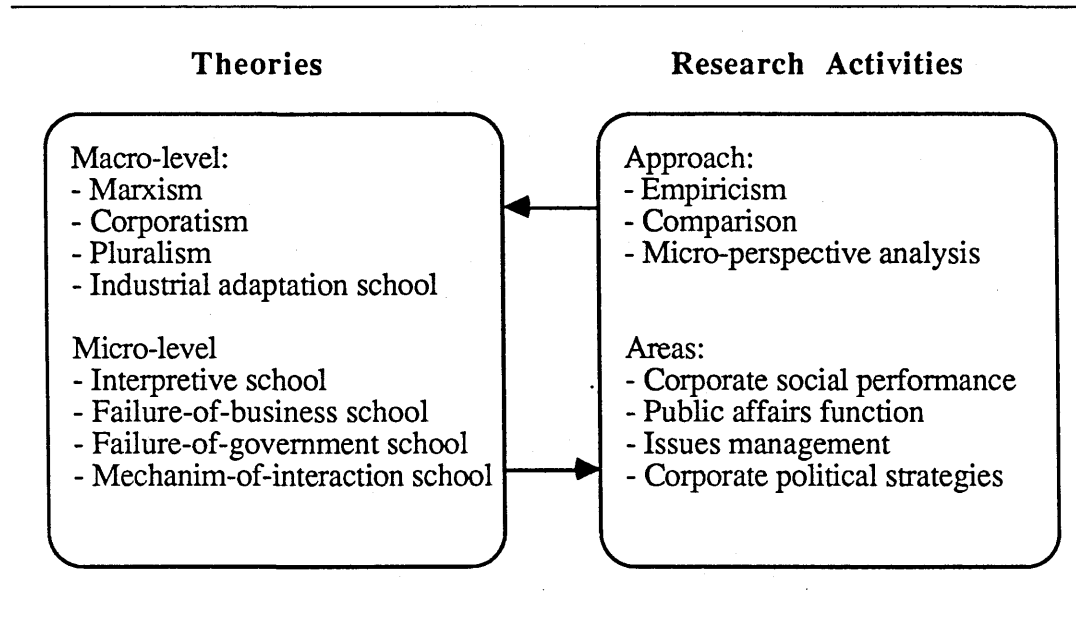 Theories
Macro-level:
- Marxism
- Corporatism
- Pluralism
- Industrial adaptation school
Micro-level
- Interpretive school
- Failure-of-business school
- Failure-of-government school
- Mechanim-of-interaction school
Research Activities
Approach:
- Empiricism
- Comparison
- Micro-perspective analysis
Areas:
- Corporate social performance
- Public affairs function
- Issues management
- Corporate political strategies